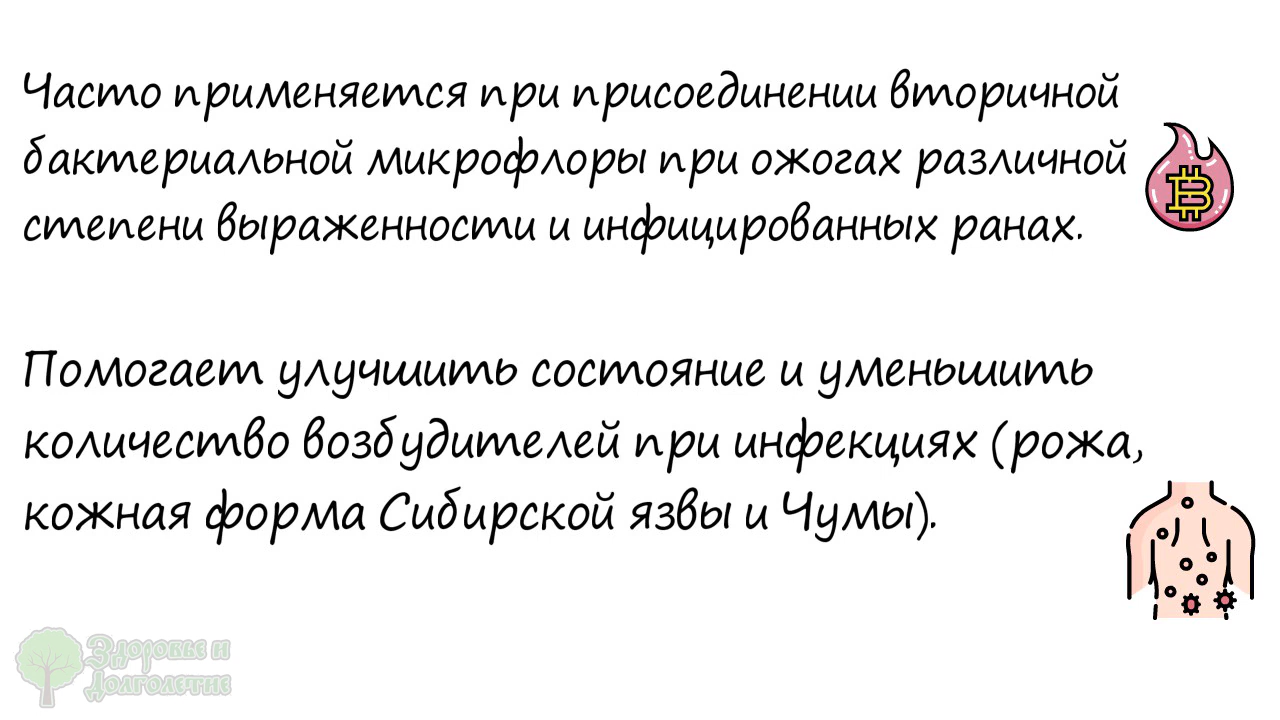 Часто применяется при присоединении вторичной
бактериальной микрофлоры при ожогах различной
степени выраженности и инфицированных ранах.
Помогает улучшить состояние и уменьшить
количество возбудителей при инфекциях (рожа,
кожная форма Сибирской язвы и Чумы).
Здоровье и
Долголетие